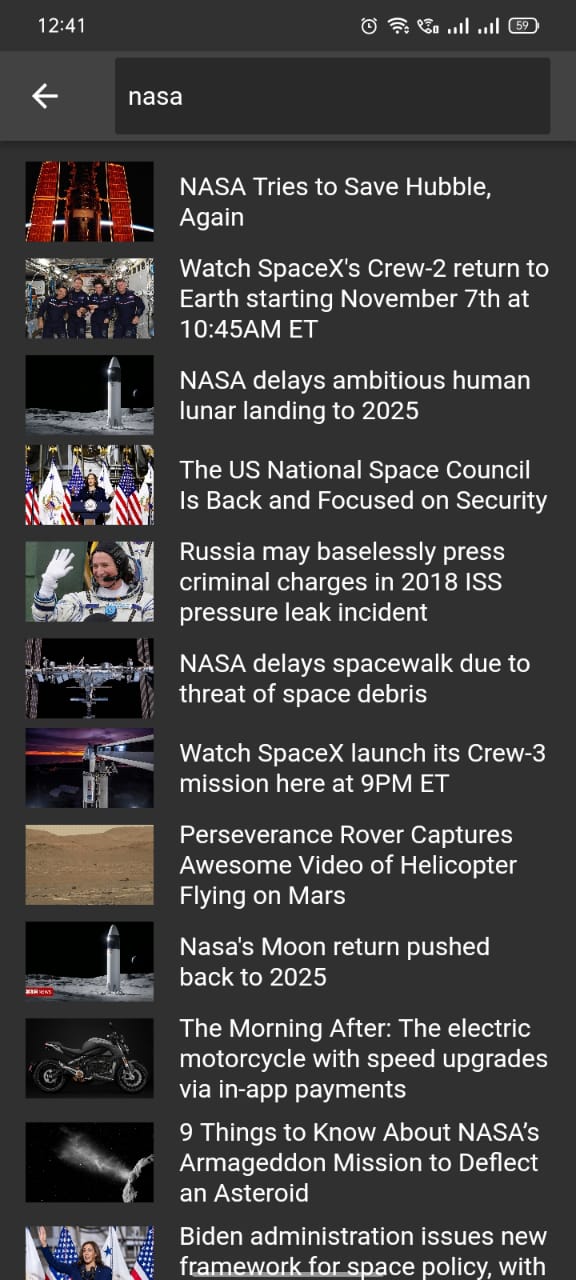 12:41
59
nasa
NASA Tries to Save Hubble,
Again
Watch SpaceX's Crew-2 return to
Earth starting November 7th at
10:45AM ET
NASA delays ambitious human
lunar landing to 2025
The US National Space Council
Is Back and Focused on Security
Russia may baselessly press
criminal charges in 2018 ISS
pressure leak incident
NASA delays spacewalk due to
threat of space debris
Watch SpaceX launch its Crew-3
mission here at 9PM ET
Perseverance Rover Captures
Awesome Video of Helicopter
Flying on Mars
Nasa's Moon return pushed
back to 2025
NEWS
The Morning After: The electric
motorcycle with speed upgrades
via in-app payments
9 Things to Know About NASA’s
Armageddon Mission to Deflect
an Asteroid
Biden administration issues new
framework for space policy, with